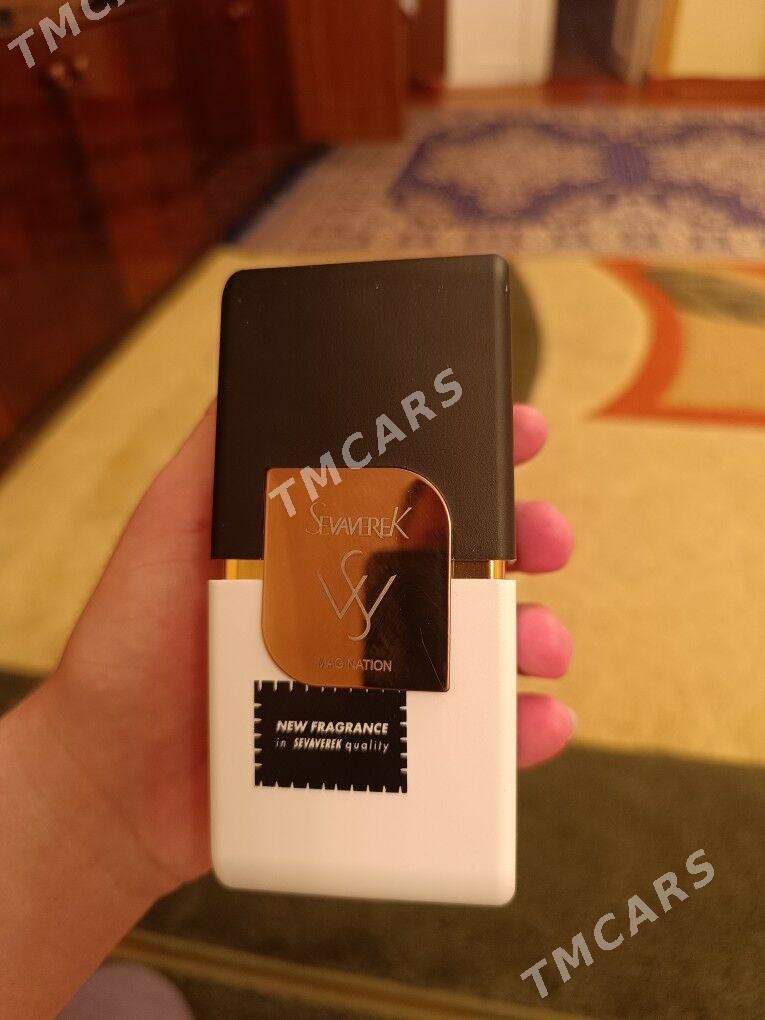 TMCARS
TMCARS
SEVAVEREK
SV
IMAGINATION
NEW FRAGRANCE
in SEVAVEREK quality
TMCARS